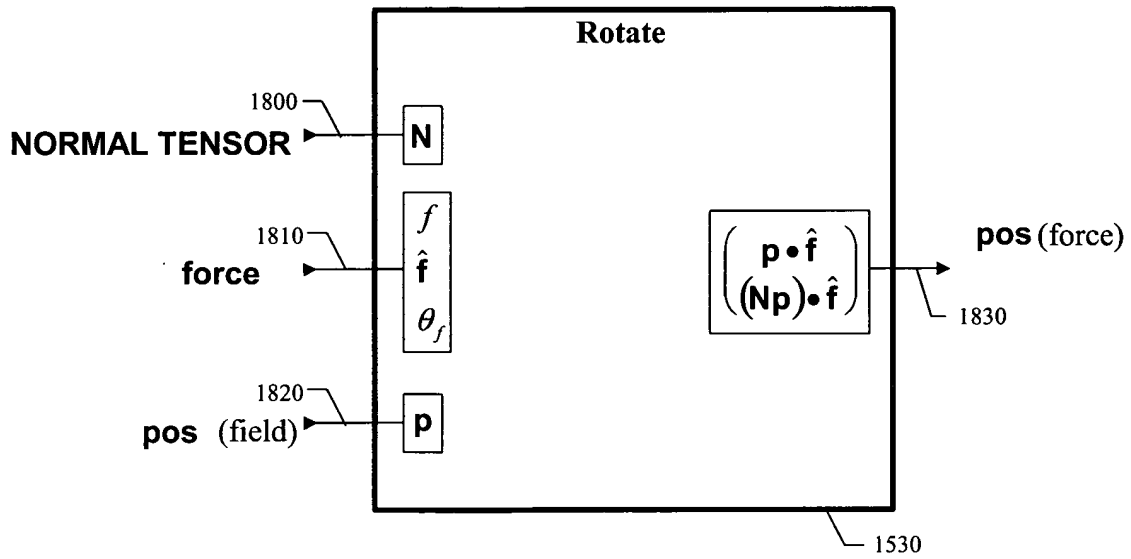 Rotate
1800
NORMAL TENSOR
N
f
1810
force
f̂
θ_f
p • f̂
(Np) • f̂
pos (force)
1830
1820
pos (field)
p
1530